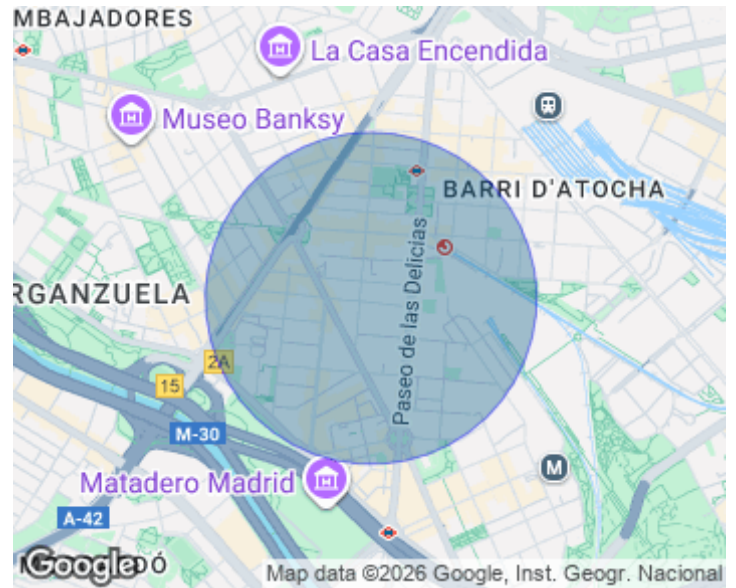 MBAJADORES
La Casa Encendida
Museo Banksy
BARRI D'ATOCHA
Paseo de las Delicias
RGANZUELA
2A
15
M-30
Matadero Madrid
M
A-42
Google
DÓ
Map data ©2026 Google, Inst. Geogr. Nacional